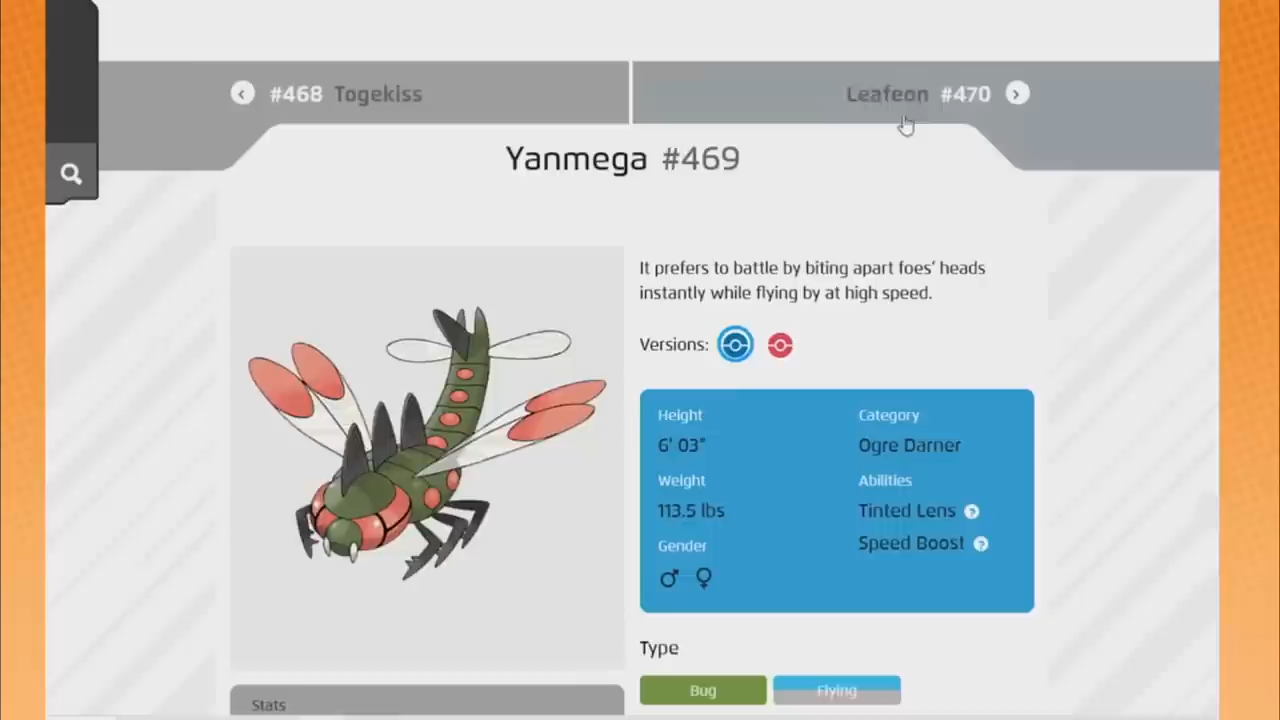 #468 Togekiss
Leafeon #470
Yanmega #469
It prefers to battle by biting apart foes' heads
instantly while flying by at high speed.
Versions:
Height
6' 03"
Weight
113.5 lbs
Gender
Category
Ogre Darner
Abilities
Tinted Lens ?
Speed Boost ?
Type
Bug
Flying
Stats